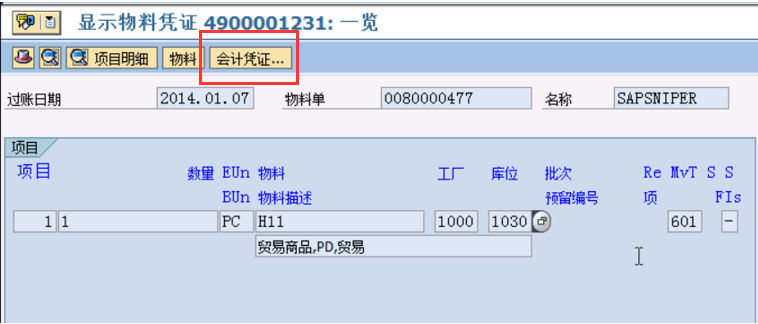 显示物料凭证 4900001231: 一览
项目明细 物料 会计凭证...
过账日期 2014.01.07 物料单 0080000477 名称 SAPSNIPER
项目
项目 数量 EUn 物料 工厂 库位 批次 Re MvT S S
BUn 物料描述 预留编号 项 FIs
1 1 PC H11 1000 1030 601 -
贸易商品,PD,贸易